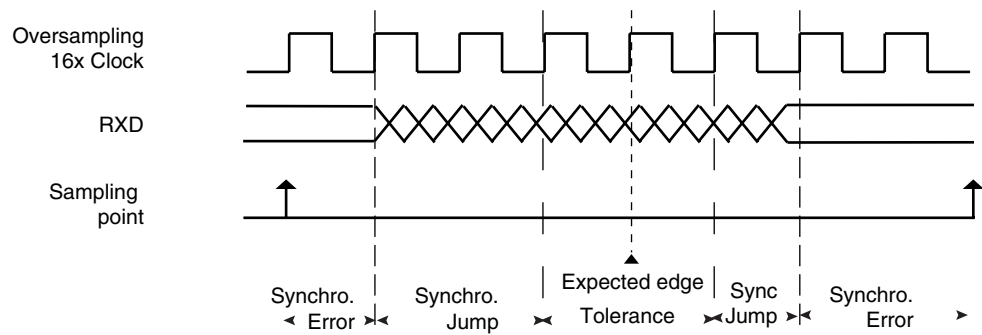 Oversampling
16x Clock
RXD
Sampling
point
Expected edge
Synchro.
Error
Synchro.
Jump
Tolerance
Sync
Jump
Synchro.
Error